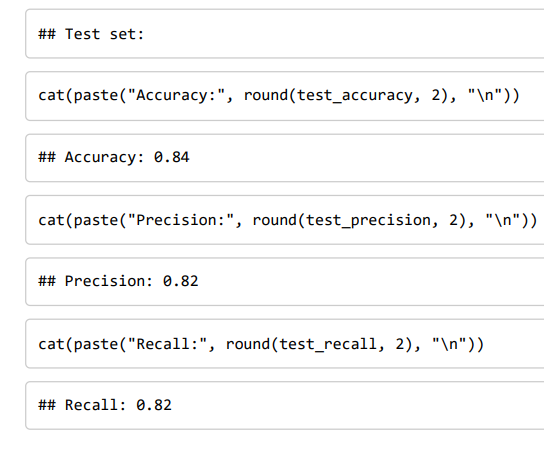 ## Test set:
cat(paste("Accuracy:", round(test_accuracy, 2), "\n"))
## Accuracy: 0.84
cat(paste("Precision:", round(test_precision, 2), "\n"))
## Precision: 0.82
cat(paste("Recall:", round(test_recall, 2), "\n"))
## Recall: 0.82